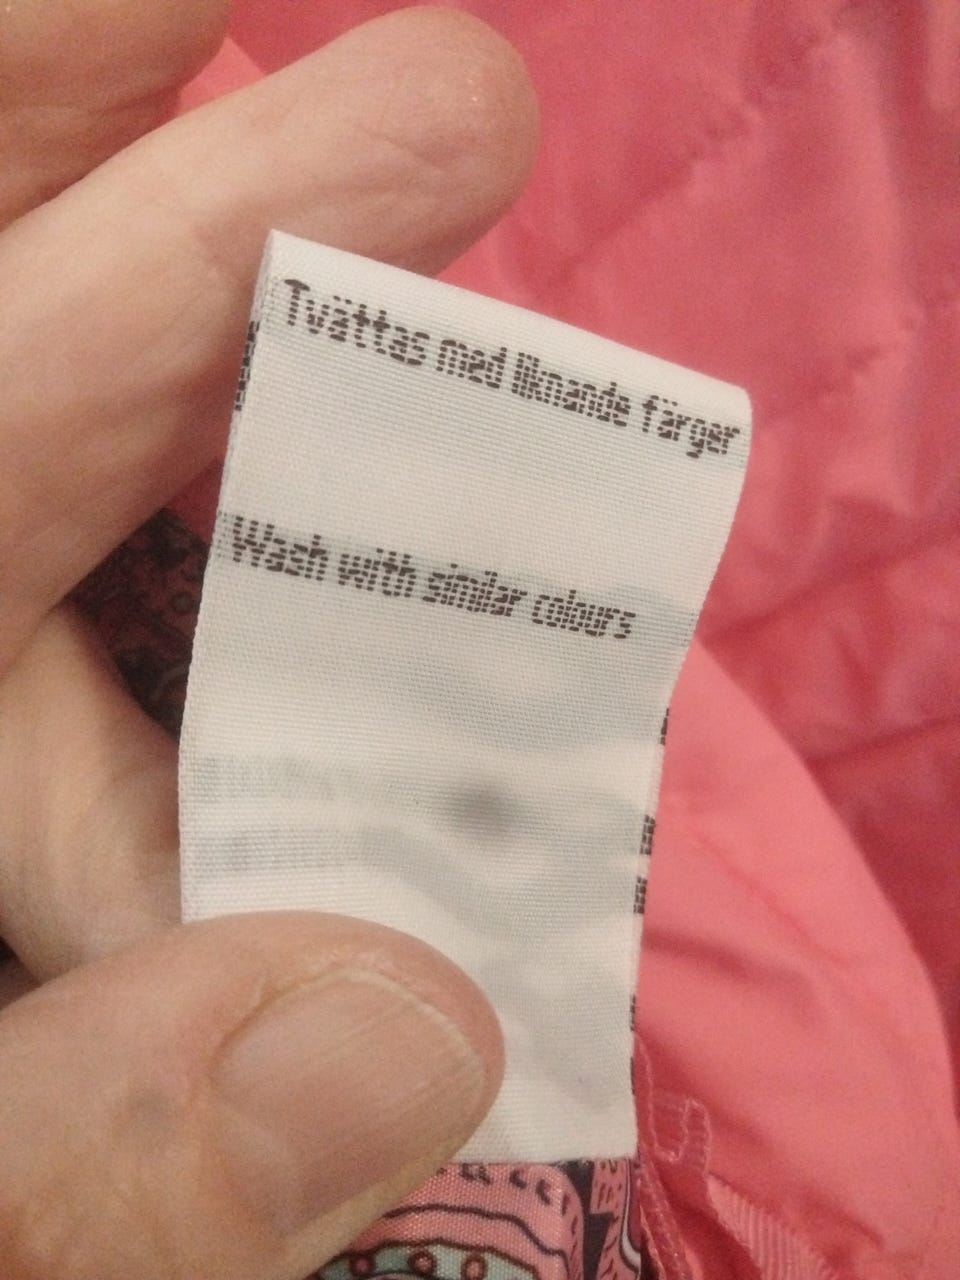 Tvättas med liknande färger
Wash with similar colours